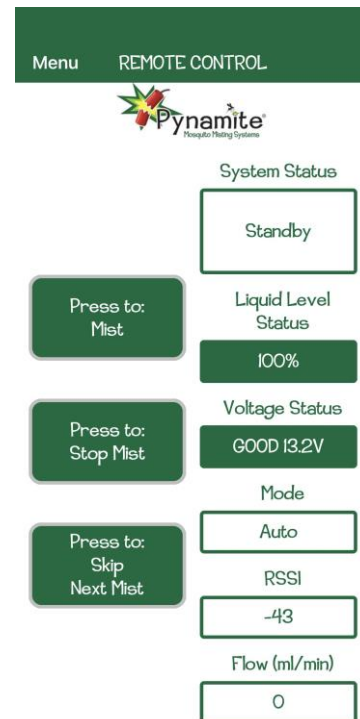 Menu REMOTE CONTROL
Pynamite®
Mosquito Misting Systems
System Status
Standby
Press to:
Mist
Liquid Level
Status
100%
Voltage Status
GOOD 13.2V
Press to:
Stop Mist
Mode
Auto
Press to:
Skip
Next Mist
RSSI
-43
Flow (ml/min)
0